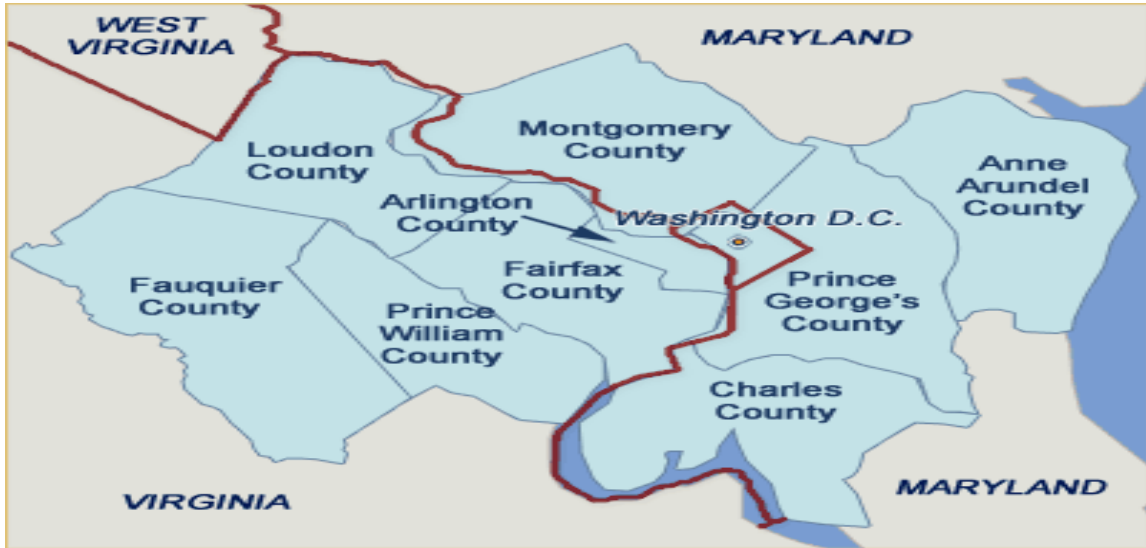 WEST
VIRGINIA
MARYLAND
Montgomery
County
Loudon
County
Anne
Arundel
County
Arlington
County
Washington D.C.
Fairfax
County
Fauquier
County
Prince
George's
County
Prince
William
County
Charles
County
VIRGINIA
MARYLAND